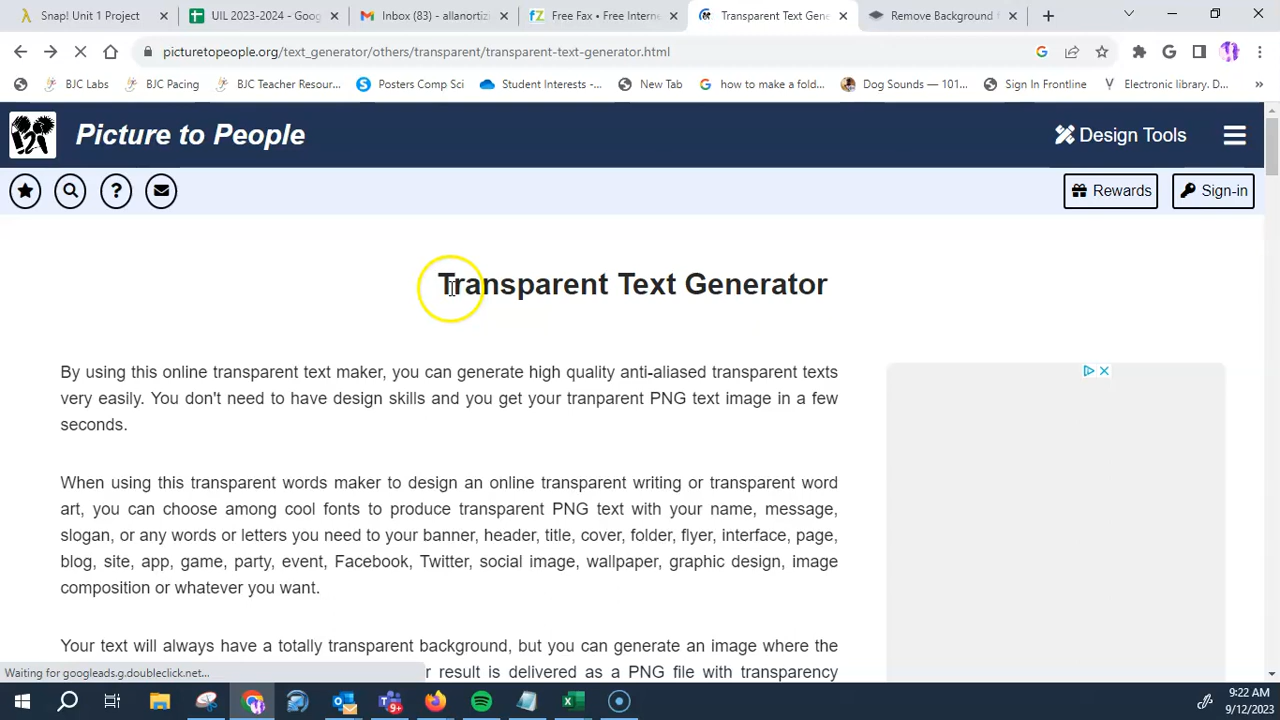 Snap! Unit 1 Project
UIL 2023-2024 - Goog
Inbox (83) - allanortiz
Free Fax • Free Interne
Transparent Text Gene
Remove Background f
picturetopeople.org/text_generator/others/transparent/transparent-text-generator.html
BJC Labs
BJC Pacing
BJC Teacher Resour...
Posters Comp Sci
Student Interests -...
New Tab
how to make a fold...
Dog Sounds — 101...
Sign In Frontline
Electronic library. D...
Picture to People
Design Tools
Rewards
Sign-in
Transparent Text Generator
By using this online transparent text maker, you can generate high quality anti-aliased transparent texts
very easily. You don't need to have design skills and you get your tranparent PNG text image in a few
seconds.
When using this transparent words maker to design an online transparent writing or transparent word
art, you can choose among cool fonts to produce transparent PNG text with your name, message,
slogan, or any words or letters you need to your banner, header, title, cover, folder, flyer, interface, page,
blog, site, app, game, party, event, Facebook, Twitter, social image, wallpaper, graphic design, image
composition or whatever you want.
Your text will always have a totally transparent background, but you can generate an image where the
r result is delivered as a PNG file with transparency
Waiting for googleads.g.doubleclick.net...
9+
9:22 AM
9/12/2023